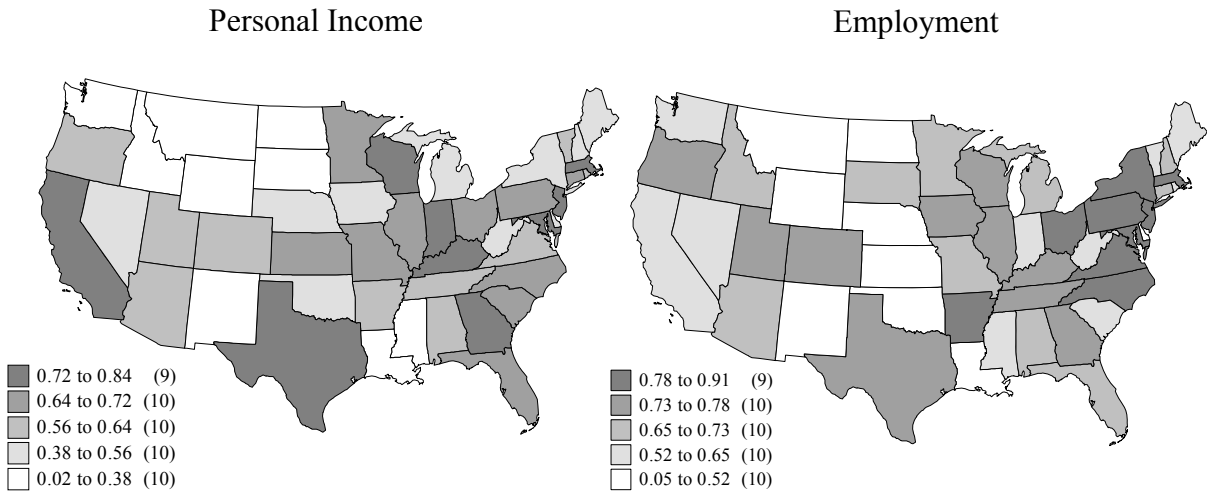 Personal Income
Employment
0.72 to 0.84 (9)
0.64 to 0.72 (10)
0.56 to 0.64 (10)
0.38 to 0.56 (10)
0.02 to 0.38 (10)
0.78 to 0.91 (9)
0.73 to 0.78 (10)
0.65 to 0.73 (10)
0.52 to 0.65 (10)
0.05 to 0.52 (10)